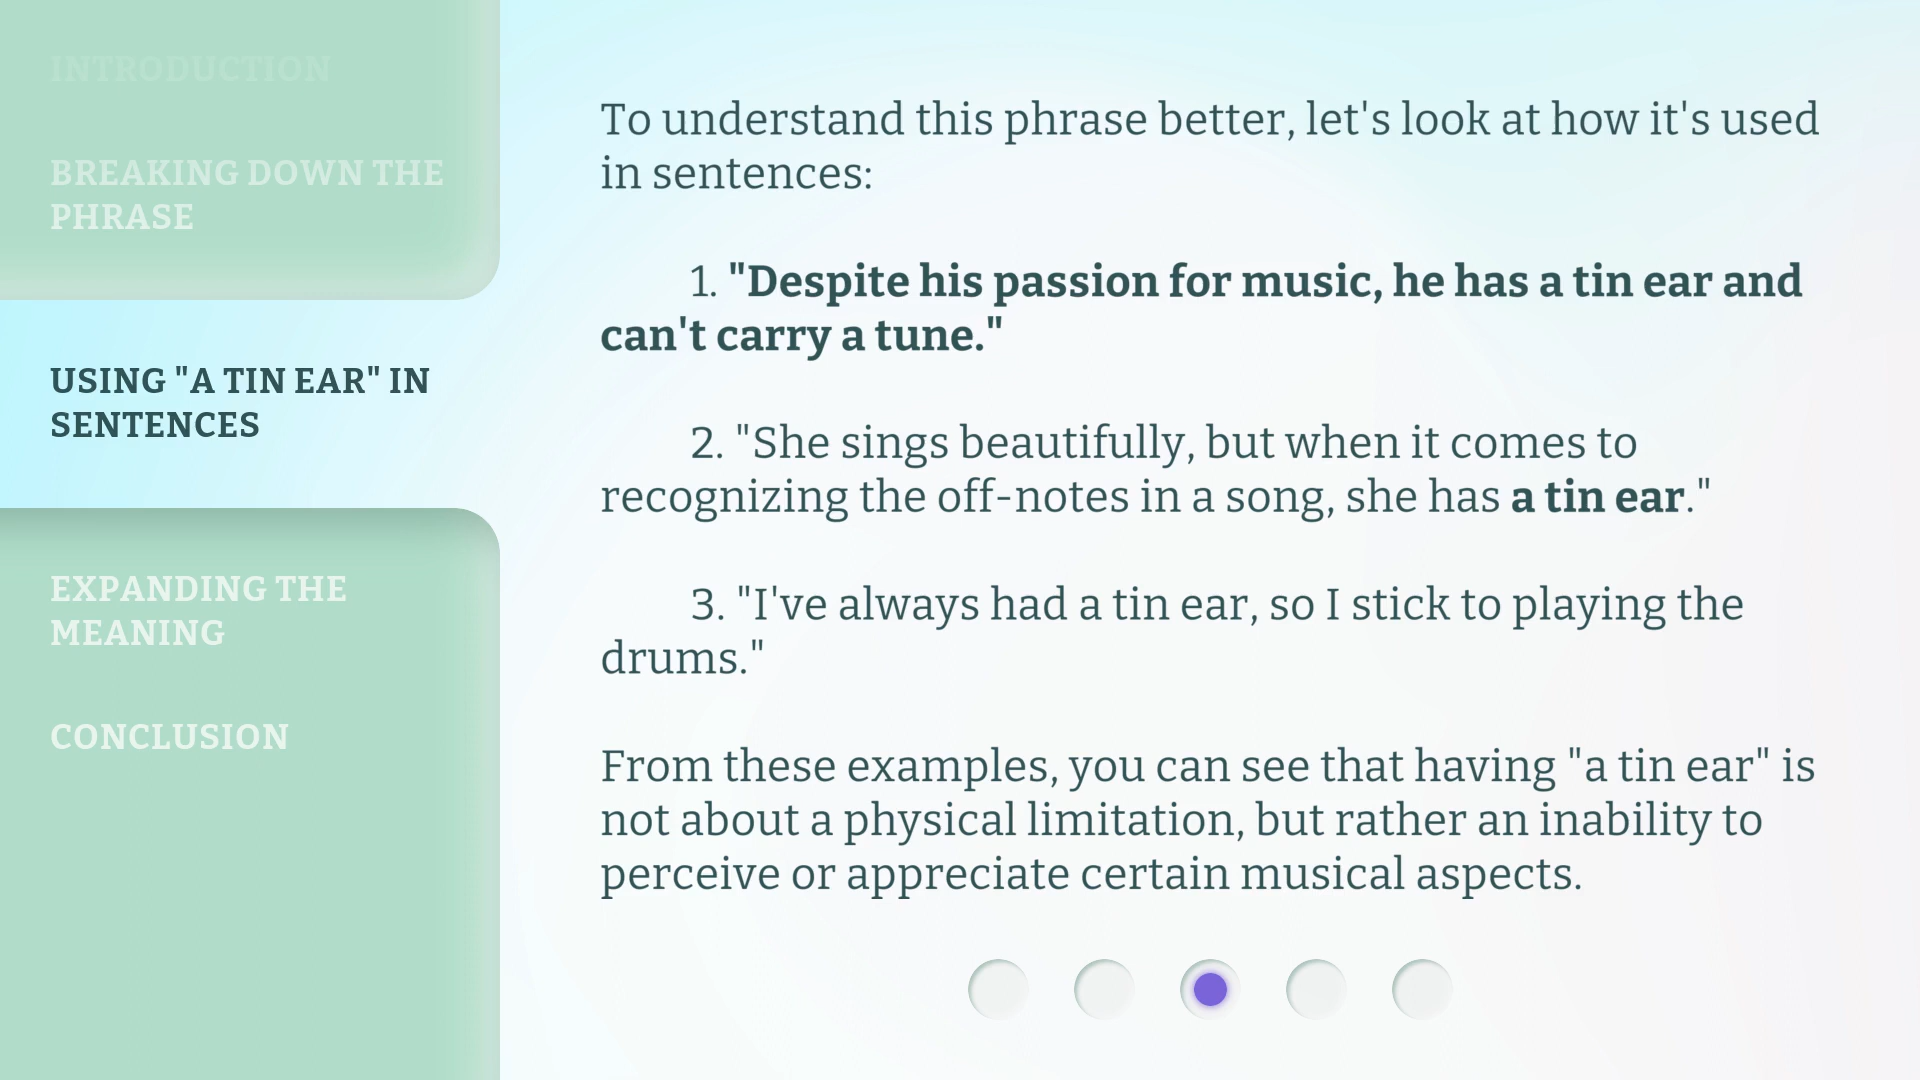 INTRODUCTION
BREAKING DOWN THE
PHRASE
USING "A TIN EAR" IN
SENTENCES
EXPANDING THE
MEANING
CONCLUSION
To understand this phrase better, let's look at how it's used
in sentences:
1. "Despite his passion for music, he has a tin ear and
can't carry a tune."
2. "She sings beautifully, but when it comes to
recognizing the off-notes in a song, she has a tin ear."
3. "I've always had a tin ear, so I stick to playing the
drums."
From these examples, you can see that having "a tin ear" is
not about a physical limitation, but rather an inability to
perceive or appreciate certain musical aspects.